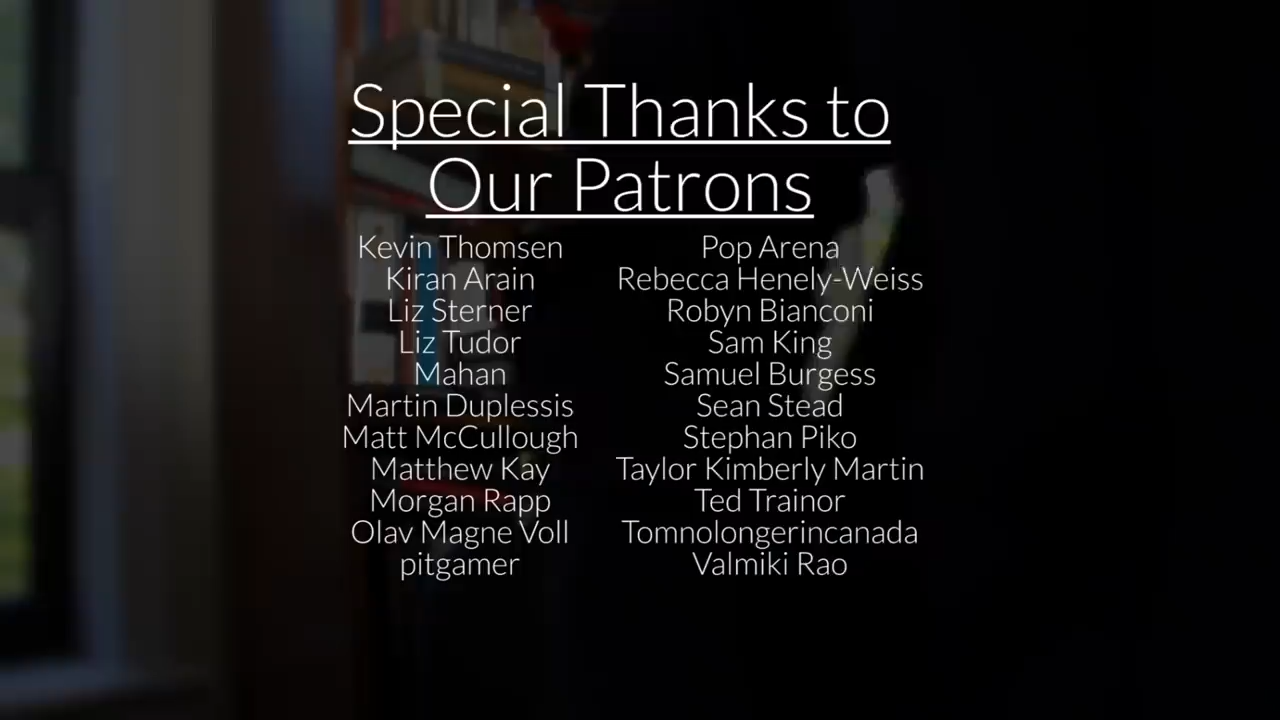 Special Thanks to
Our Patrons
Kevin Thomsen
Kiran Arain
Liz Sterner
Liz Tudor
Mahan
Martin Duplessis
Matt McCullough
Matthew Kay
Morgan Rapp
Olav Magne Voll
pitgamer
Pop Arena
Rebecca Henely-Weiss
Robyn Bianconi
Sam King
Samuel Burgess
Sean Stead
Stephan Piko
Taylor Kimberly Martin
Ted Trainor
Tomnolongerincanada
Valmiki Rao